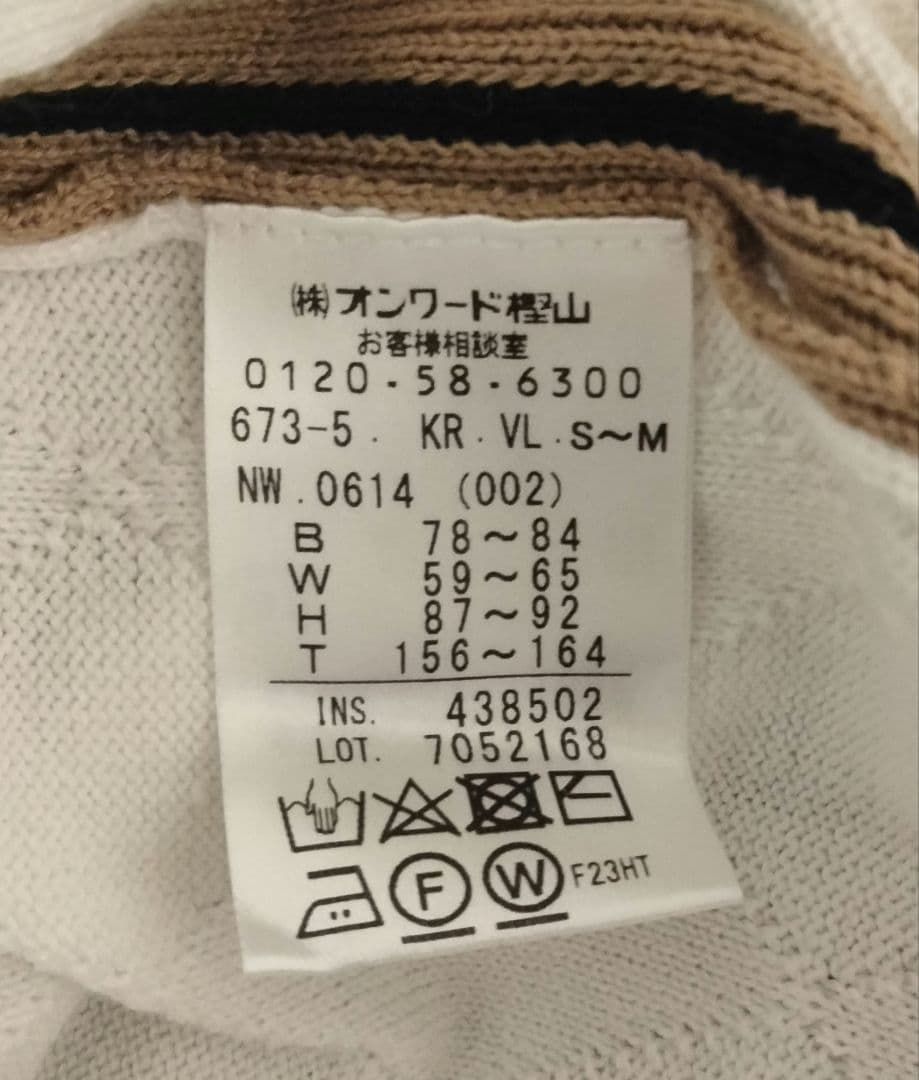 ㈱オンワード樫山
お客様相談室
0120-58-6300
673-5. KR.VL.S〜M
NW.0614 (002)
B 78〜84
W 59〜65
H 87〜92
T 156〜164
INS. 438502
LOT. 7052168
F W F23HT